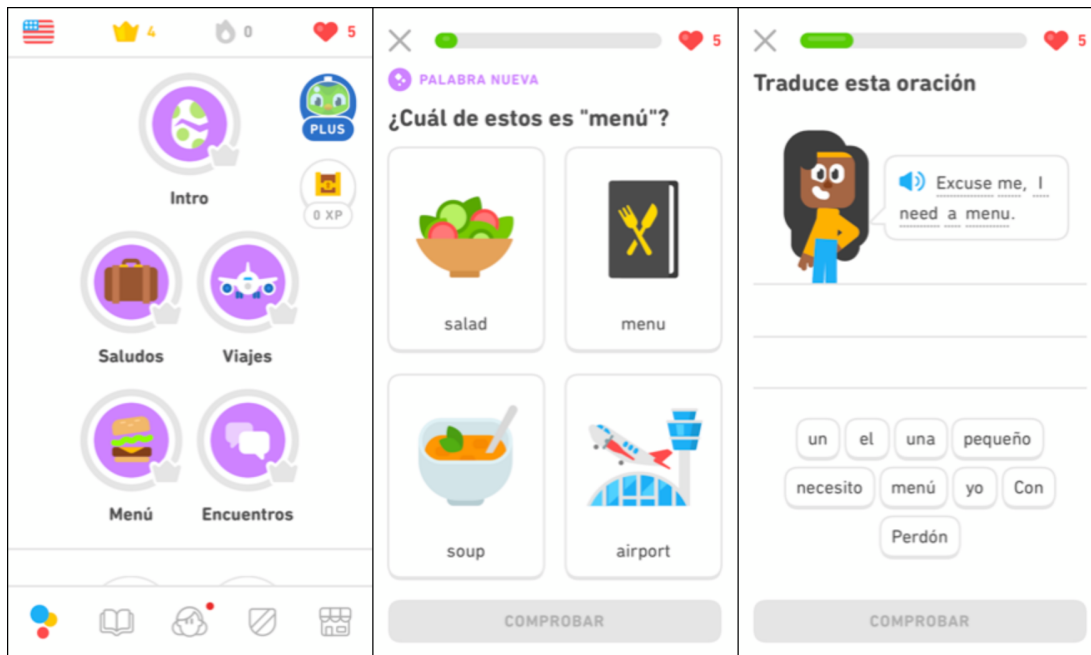 4 0 5
PLUS
Intro
0 XP
Saludos Viajes
Menú Encuentros
5
PALABRA NUEVA
¿Cuál de estos es "menú"?
salad menu
soup airport
COMPROBAR
5
Traduce esta oración
Excuse me, I
need a menu.
un el una pequeño
necesito menú yo Con
Perdón
COMPROBAR